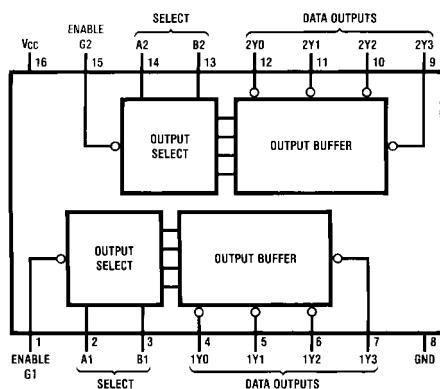 SELECT DATA OUTPUTS
ENABLE
VCC G2 A2 B2 2Y0 2Y1 2Y2 2Y3
16 15 14 13 12 11 10 9
OUTPUT
SELECT
OUTPUT BUFFER
OUTPUT
SELECT
OUTPUT BUFFER
1 2 3 4 5 6 7 8
ENABLE
G1
A1 B1 1Y0 1Y1 1Y2 1Y3 GND
SELECT DATA OUTPUTS